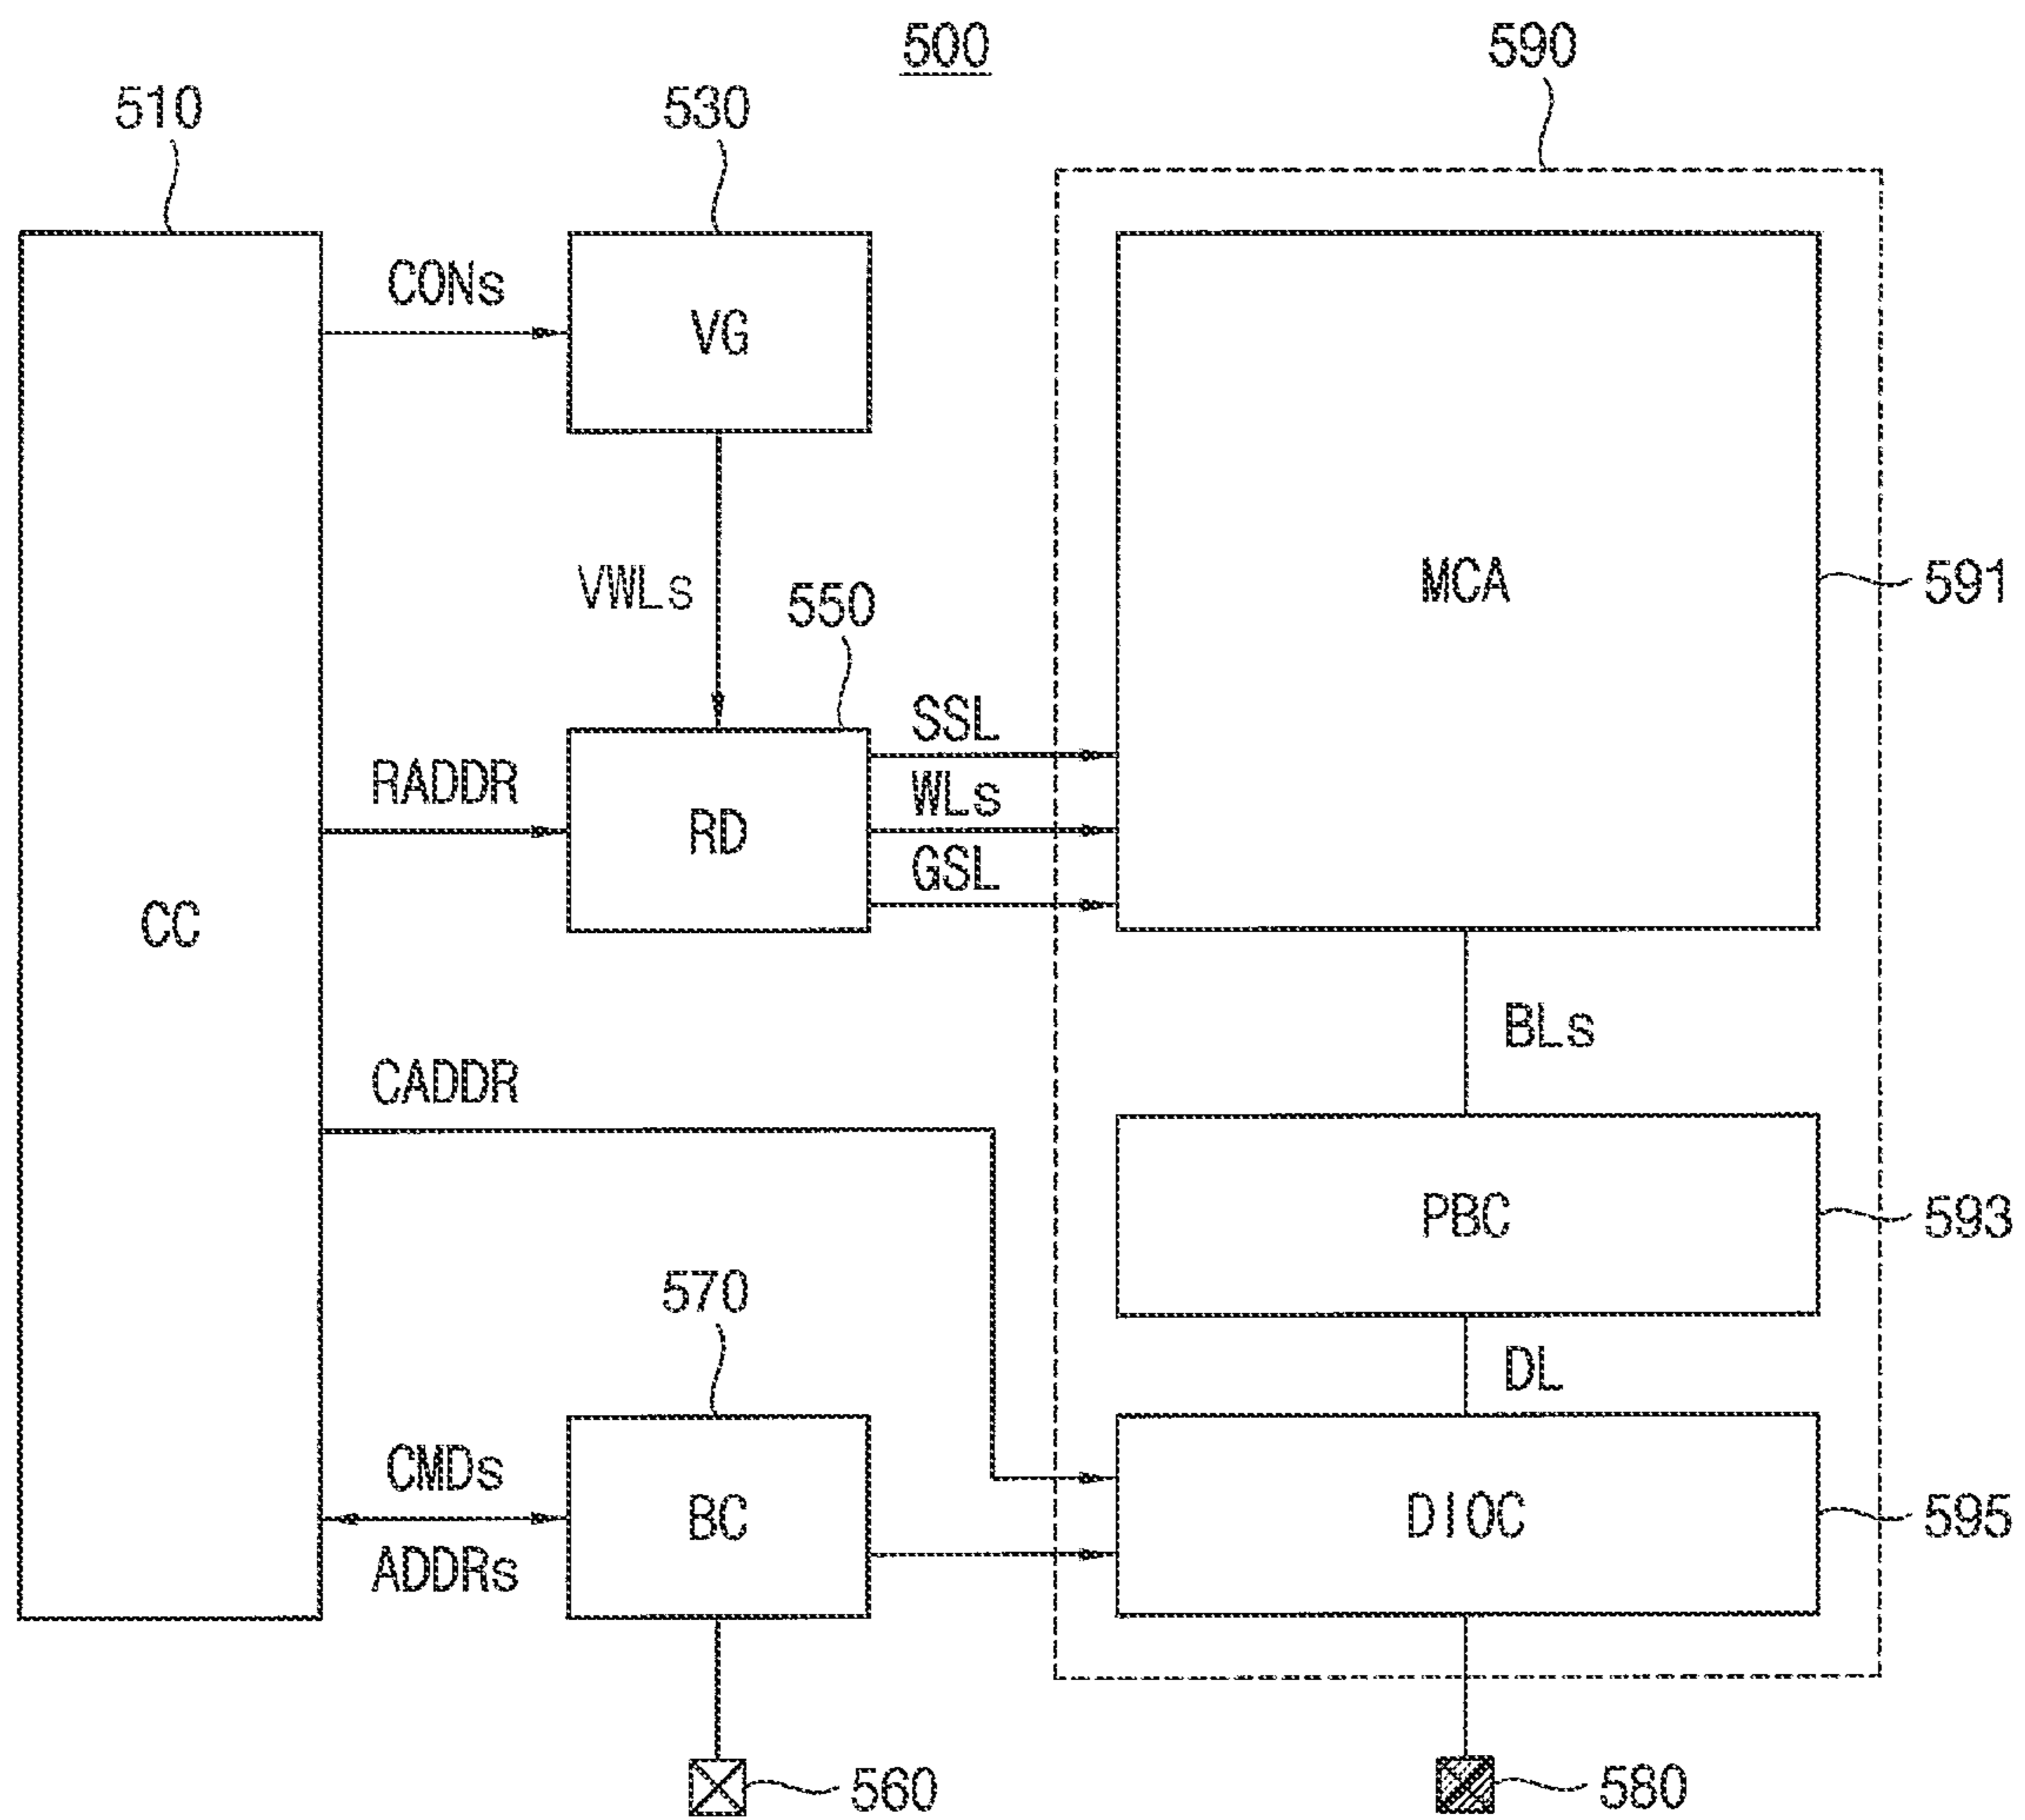 500
590
510
530
CONs
VG
MCA
591
VWLs
550
SSL
RADDR
WLs
RD
GSL
CC
BLs
CADDR
PBC
593
570
DL
CMDs
BC
DIOC
595
ADDRs
560
580